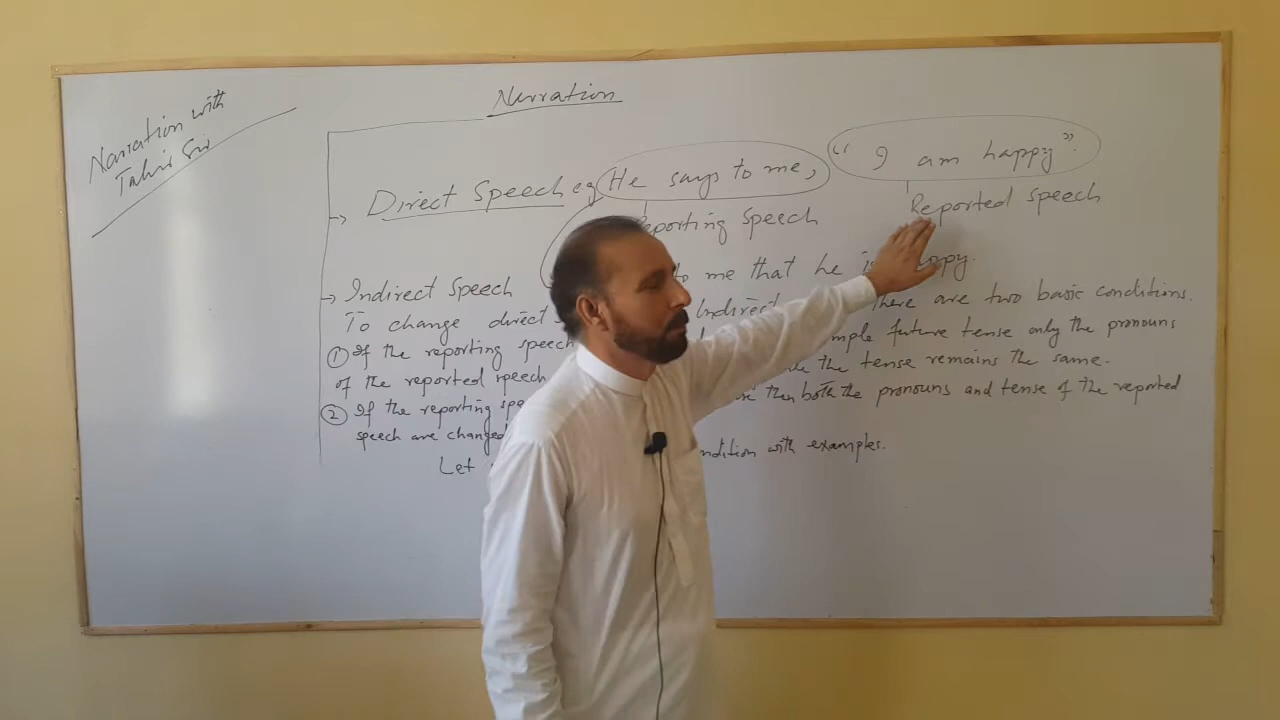 Narration with
Tahir Sir
Nerration
Direct Speech eg He says to me, " I am happy".
eporting Speech Reported speech
to me that he is happy.
Indirect Speech
To change direct Indirect There are two basic conditions.
① If the reporting speech mple future tense only the pronouns
of the reported speech the tense remains the same.
② If the reporting spe then both the pronouns and tense of the reported
speech are changed
Let ndition with examples.